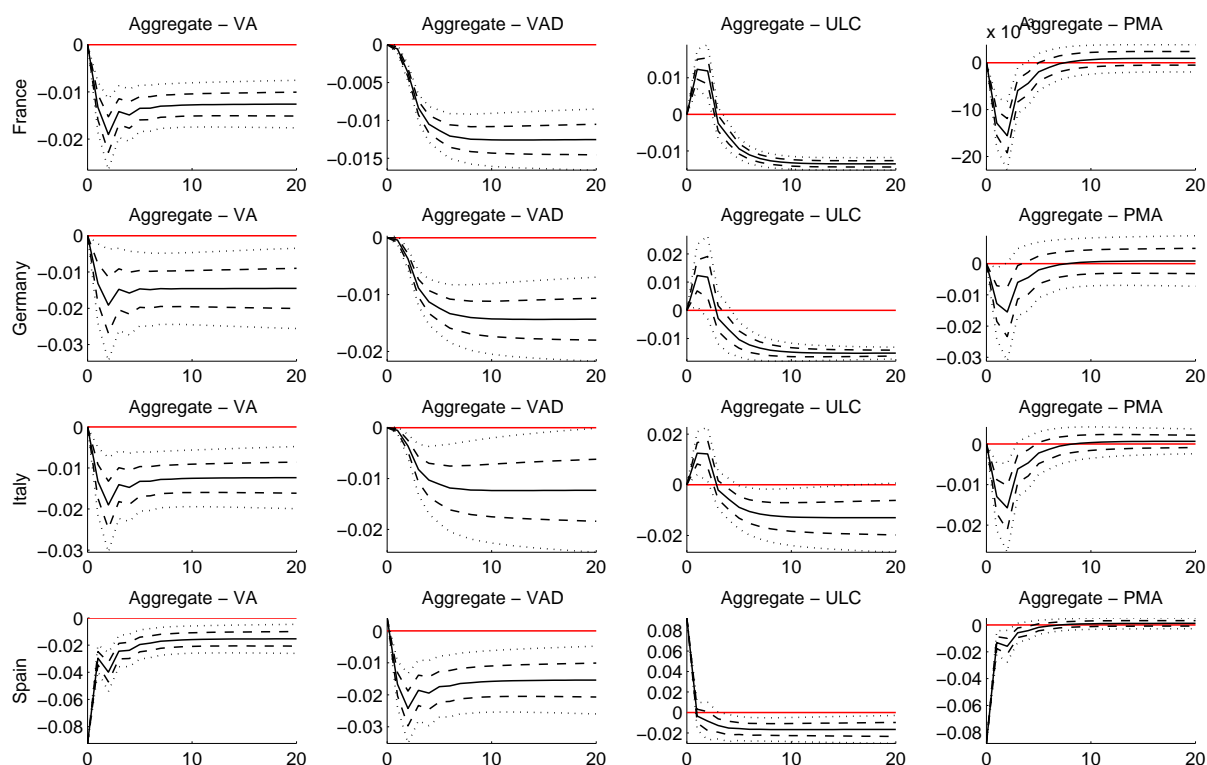 Aggregate − VA Aggregate − VAD Aggregate − ULC Aggregate − PMA
x 10−3
France
0 −0.01 −0.02
0 −0.005 −0.01 −0.015
0.01 0 −0.01
0 −10 −20
0 10 20 0 10 20 0 10 20 0 10 20
Aggregate − VA Aggregate − VAD Aggregate − ULC Aggregate − PMA
Germany
0 −0.01 −0.02 −0.03
0 −0.01 −0.02
0.02 0.01 0 −0.01
0 −0.01 −0.02 −0.03
0 10 20 0 10 20 0 10 20 0 10 20
Aggregate − VA Aggregate − VAD Aggregate − ULC Aggregate − PMA
Italy
0 −0.01 −0.02 −0.03
0 −0.01 −0.02
0.02 0 −0.02
0 −0.01 −0.02
0 10 20 0 10 20 0 10 20 0 10 20
Aggregate − VA Aggregate − VAD Aggregate − ULC Aggregate − PMA
Spain
0 −0.02 −0.04 −0.06 −0.08
0 −0.01 −0.02 −0.03
0.08 0.06 0.04 0.02 0 −0.02
0 −0.02 −0.04 −0.06 −0.08
0 10 20 0 10 20 0 10 20 0 10 20